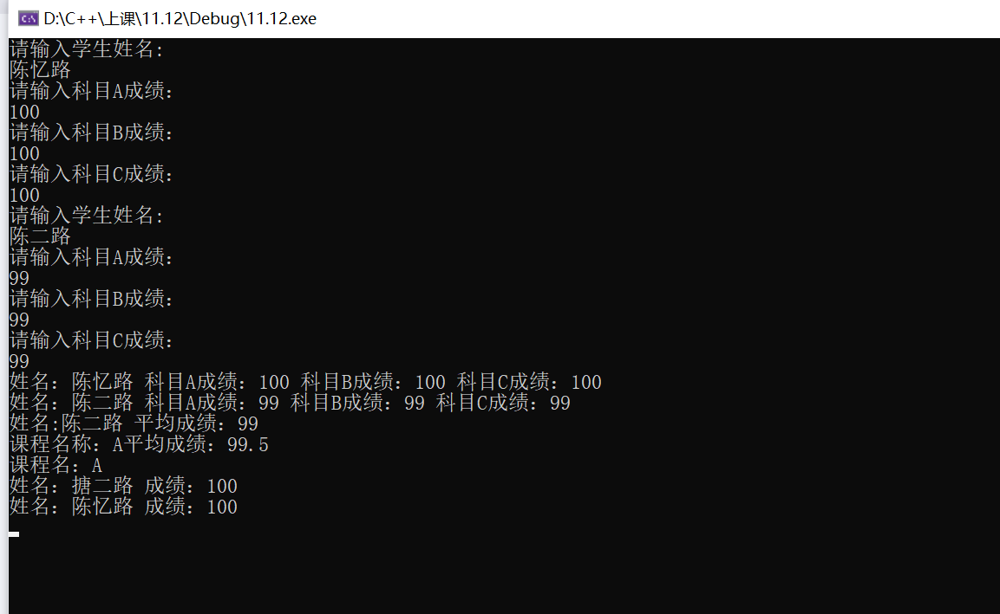 D:\C++\上课\11.12\Debug\11.12.exe
请输入学生姓名:
陈忆路
请输入科目A成绩：
100
请输入科目B成绩：
100
请输入科目C成绩：
100
请输入学生姓名:
陈二路
请输入科目A成绩：
99
请输入科目B成绩：
99
请输入科目C成绩：
99
姓名：陈忆路 科目A成绩：100 科目B成绩：100 科目C成绩：100
姓名：陈二路 科目A成绩：99 科目B成绩：99 科目C成绩：99
姓名:陈二路 平均成绩：99
课程名称：A平均成绩：99.5
课程名：A
姓名：搪二路 成绩：100
姓名：陈忆路 成绩：100